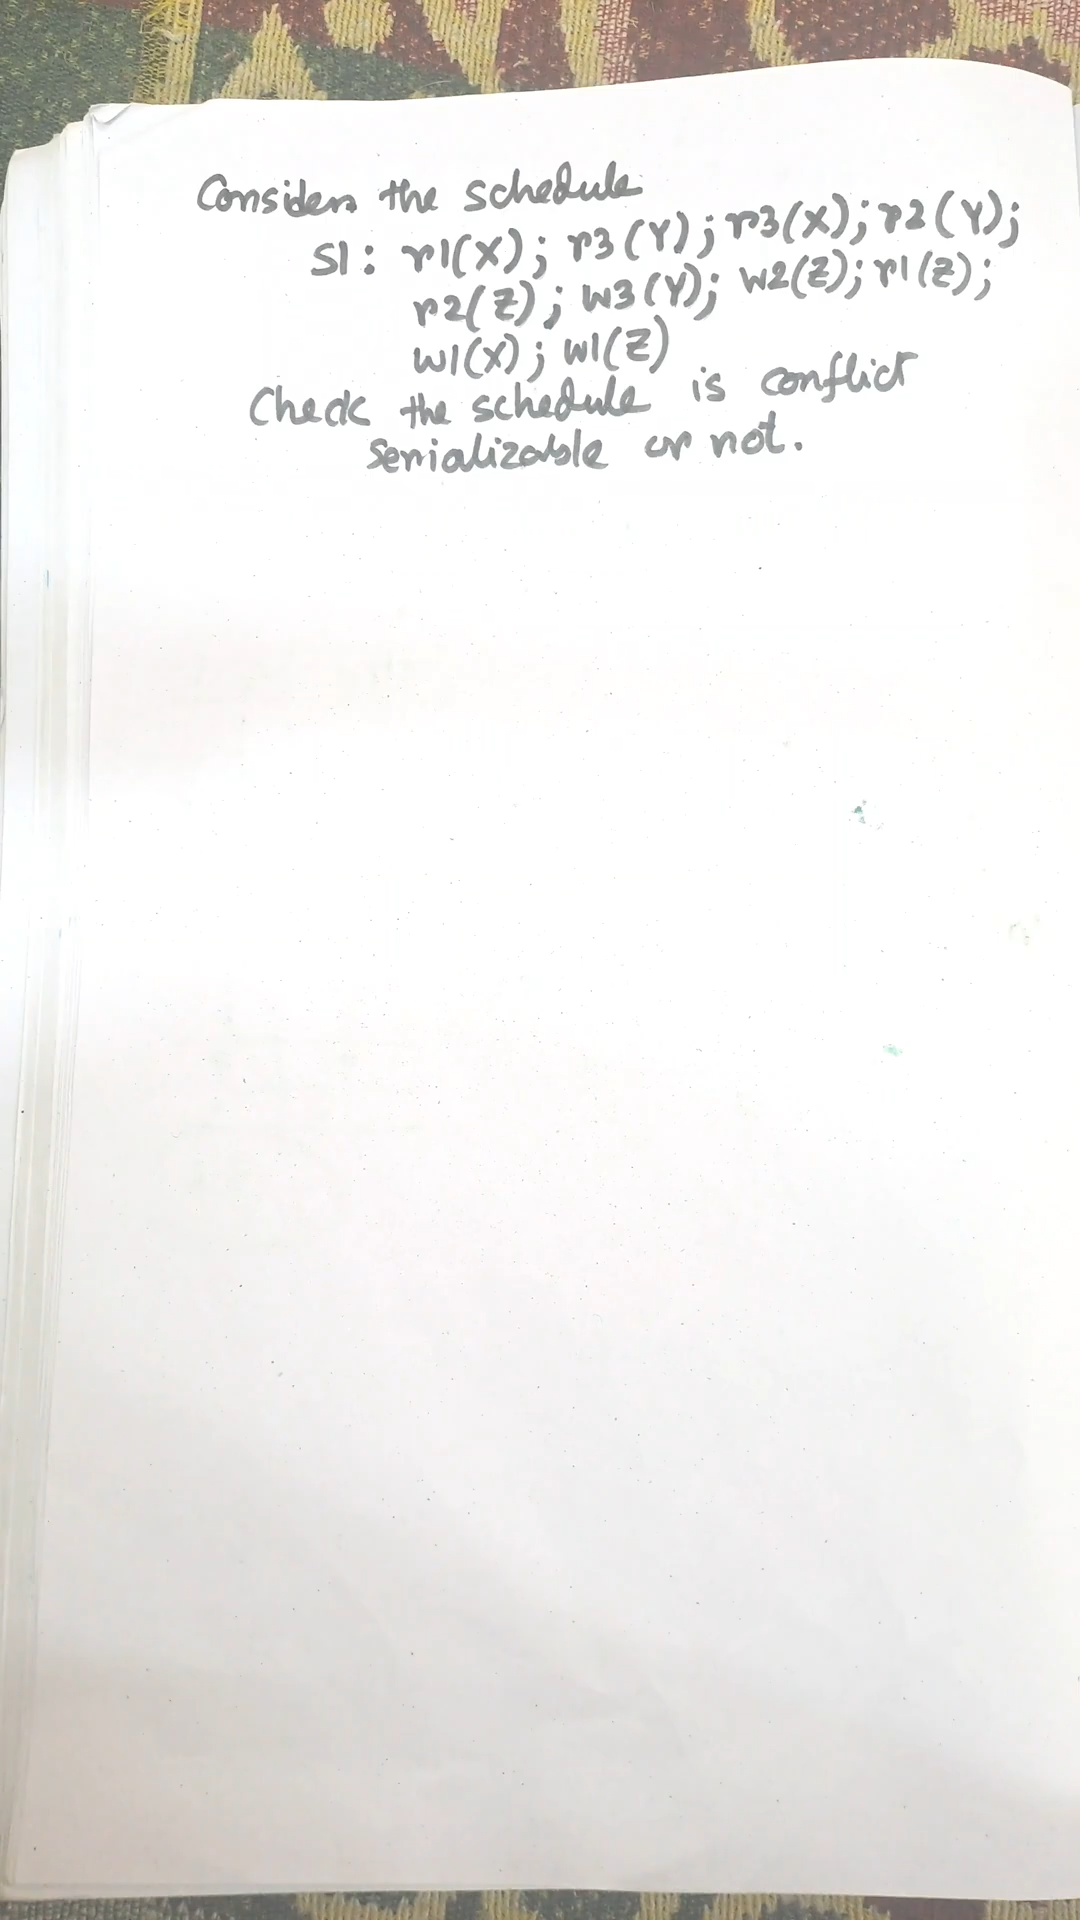 Consider the schedule
S1: r1(X); r3(Y); r3(X); r2(Y);
r2(Z); w3(Y); w2(Z); r1(Z);
w1(X); w1(Z)
Check the schedule is conflict
serializable or not.